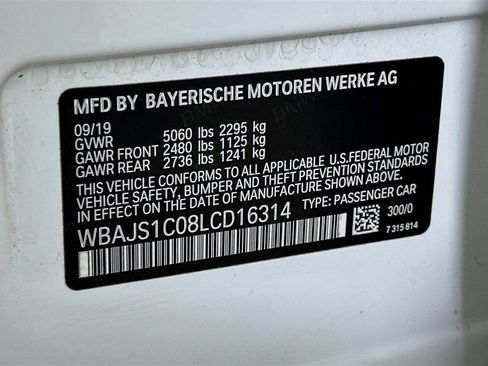 MFD BY BAYERISCHE MOTOREN WERKE AG
09/19
GVWR 5060 lbs 2295 kg
GAWR FRONT 2480 lbs 1125 kg
GAWR REAR 2736 lbs 1241 kg
THIS VEHICLE CONFORMS TO ALL APPLICABLE U.S.FEDERAL MOTOR
VEHICLE SAFETY, BUMPER AND THEFT PREVENTION STANDARDS
IN EFFECT ON THE DATE OF MANUFACTURE SHOWN ABOVE.
WBAJS1C08LCD16314 TYPE: PASSENGER CAR
300/0
7 315 814